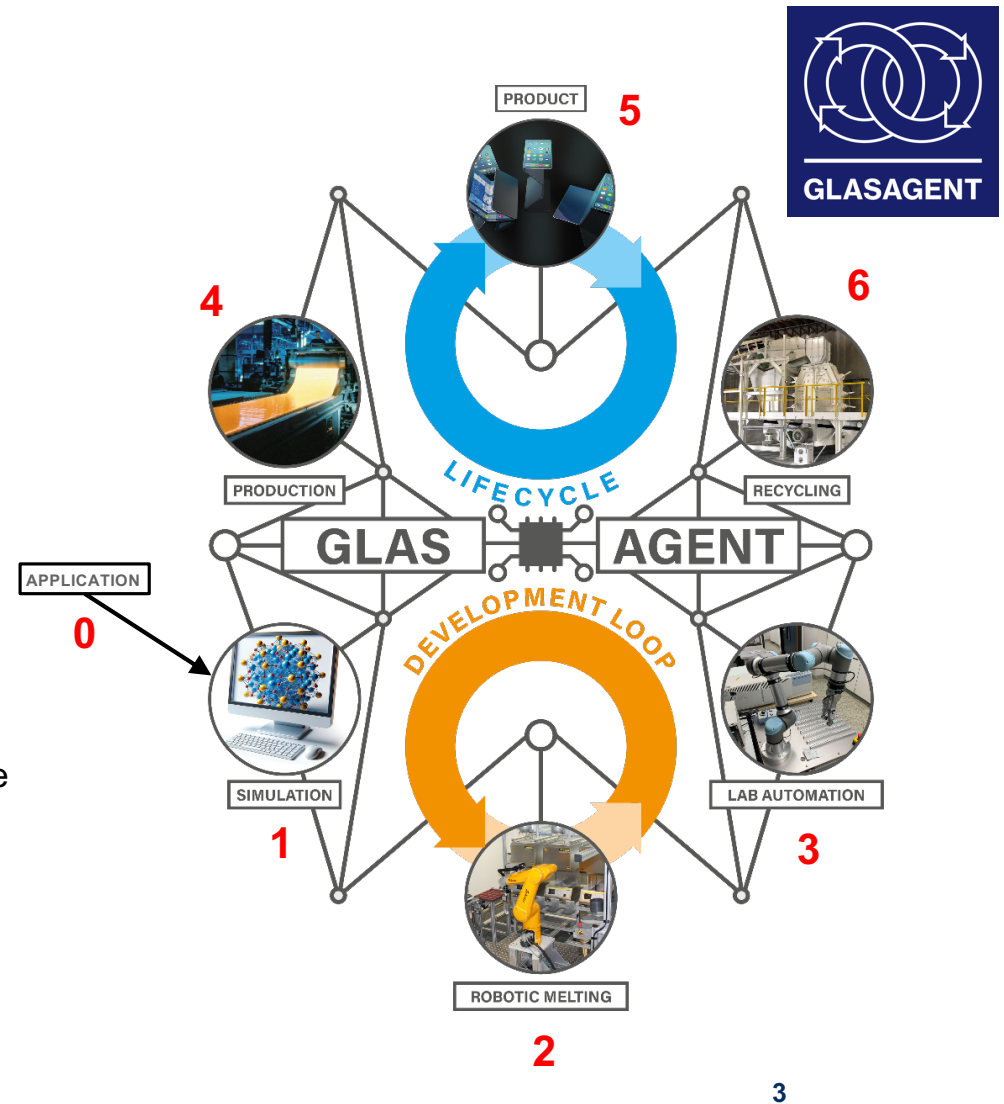 PRODUCT
5
GLASAGENT
4
6
PRODUCTION
LIFECYCLE
RECYCLING
GLAS
AGENT
APPLICATION
0
DEVELOPMENT LOOP
e
SIMULATION
LAB AUTOMATION
1
3
ROBOTIC MELTING
2
3